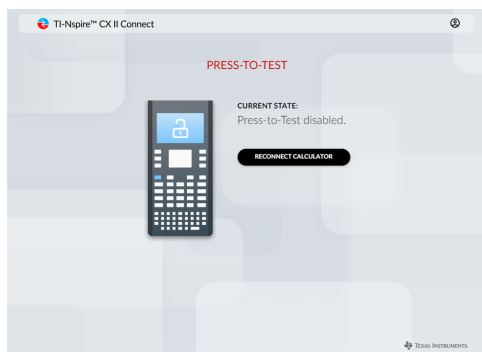 TI-Nspire™ CX II Connect
PRESS-TO-TEST
CURRENT STATE:
Press-to-Test disabled.
RECONNECT CALCULATOR
TEXAS INSTRUMENTS